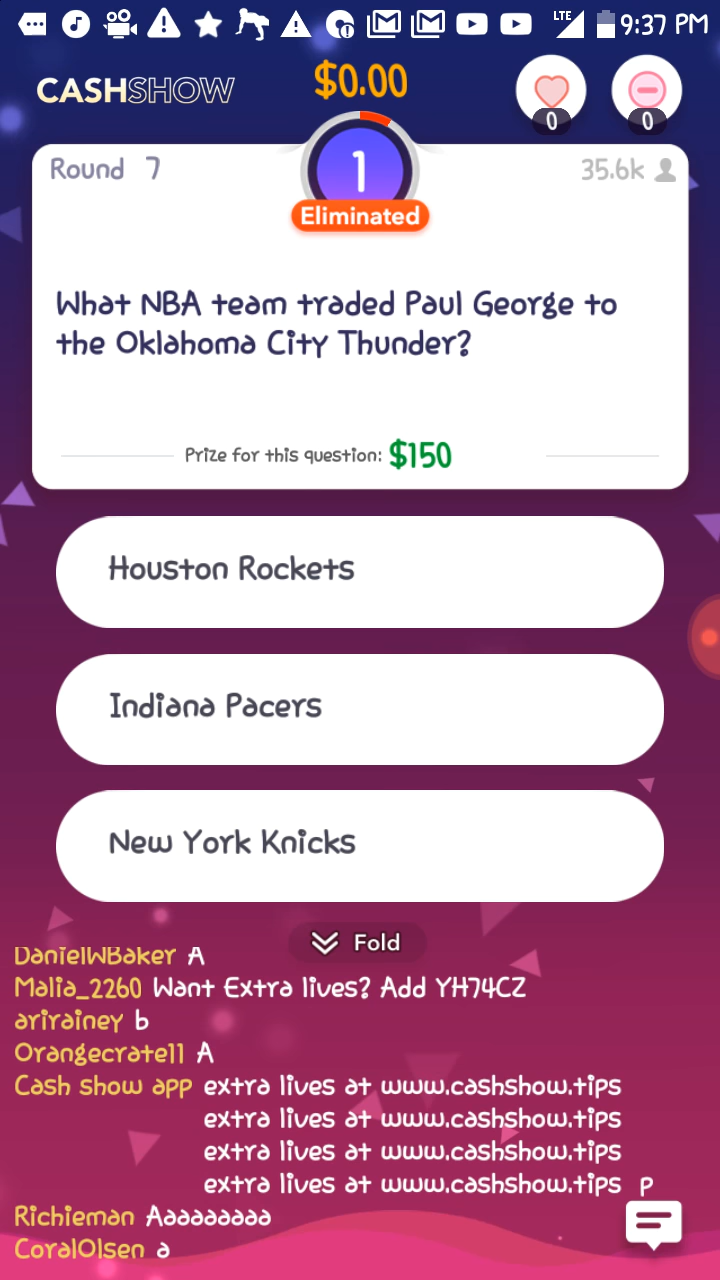 LTE 9:37 PM
CASHSHOW
$0.00
0
0
Round 7
1
35.6k
Eliminated
What NBA team traded Paul George to
the Oklahoma City Thunder?
Prize for this question: $150
Houston Rockets
Indiana Pacers
New York Knicks
Fold
DanielWBaker A
Malia_2260 Want Extra lives? Add YH74CZ
arirainey b
Orangecrate11 A
Cash show app extra lives at www.cashshow.tips
extra lives at www.cashshow.tips
extra lives at www.cashshow.tips
extra lives at www.cashshow.tips P
Richieman Aaaaaaaaa
CoralOlsen a